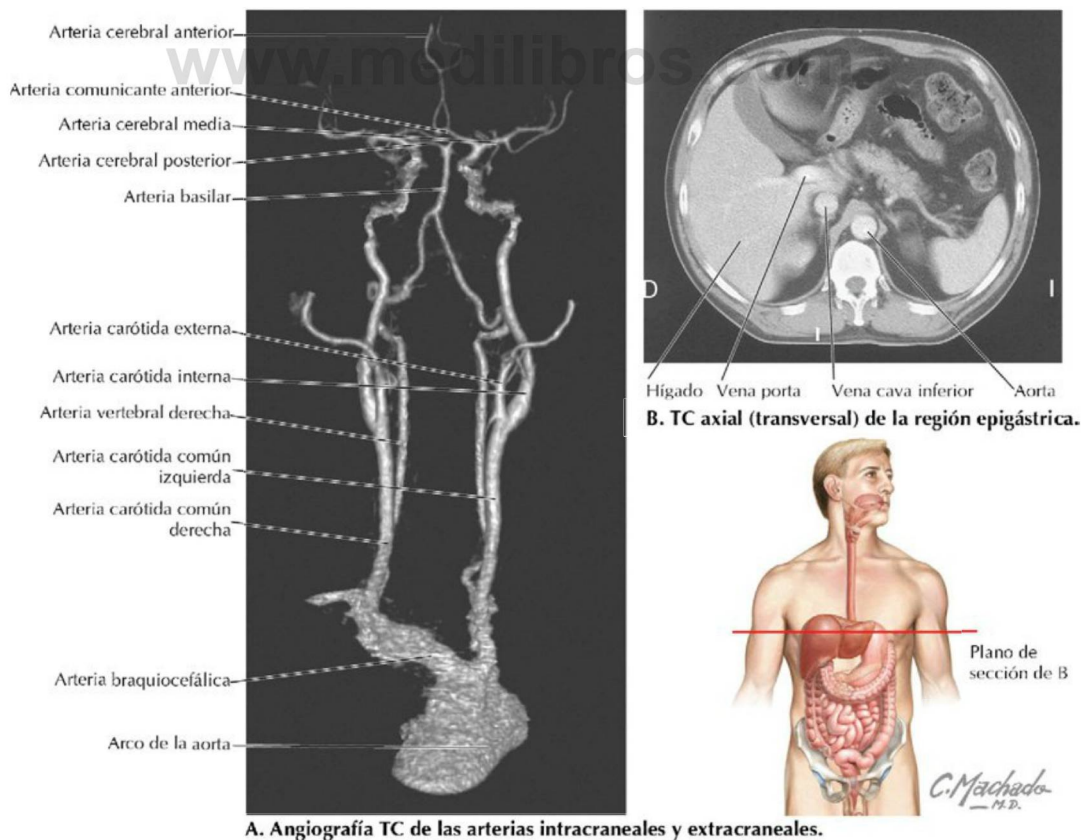 www.medilibros.com
Arteria cerebral anterior
Arteria comunicante anterior
Arteria cerebral media
Arteria cerebral posterior
Arteria basilar
Arteria carótida externa
Arteria carótida interna
Arteria vertebral derecha
Arteria carótida común
izquierda
Arteria carótida común
derecha
Arteria braquiocefálica
Arco de la aorta
A. Angiografía TC de las arterias intracraneales y extracraneales.
D
I
I
Hígado Vena porta Vena cava inferior Aorta
B. TC axial (transversal) de la región epigástrica.
Plano de
sección de B
C. Machado
M.D.